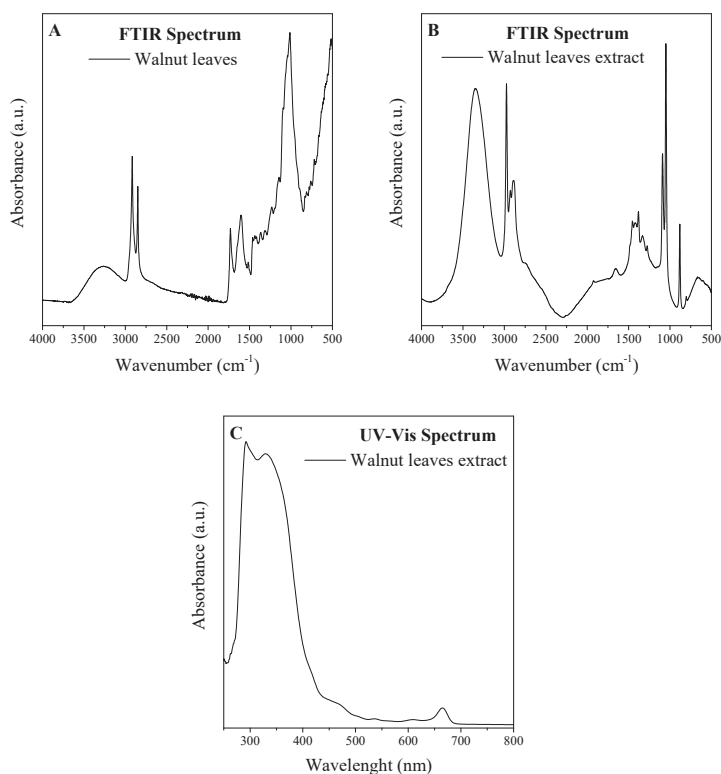 A
FTIR Spectrum
Walnut leaves
Absorbance (a.u.)
4000 3500 3000 2500 2000 1500 1000 500
Wavenumber (cm⁻¹)
B
FTIR Spectrum
Walnut leaves extract
Absorbance (a.u.)
4000 3500 3000 2500 2000 1500 1000 500
Wavenumber (cm⁻¹)
C
UV-Vis Spectrum
Walnut leaves extract
Absorbance (a.u.)
300 400 500 600 700 800
Wavelenght (nm)